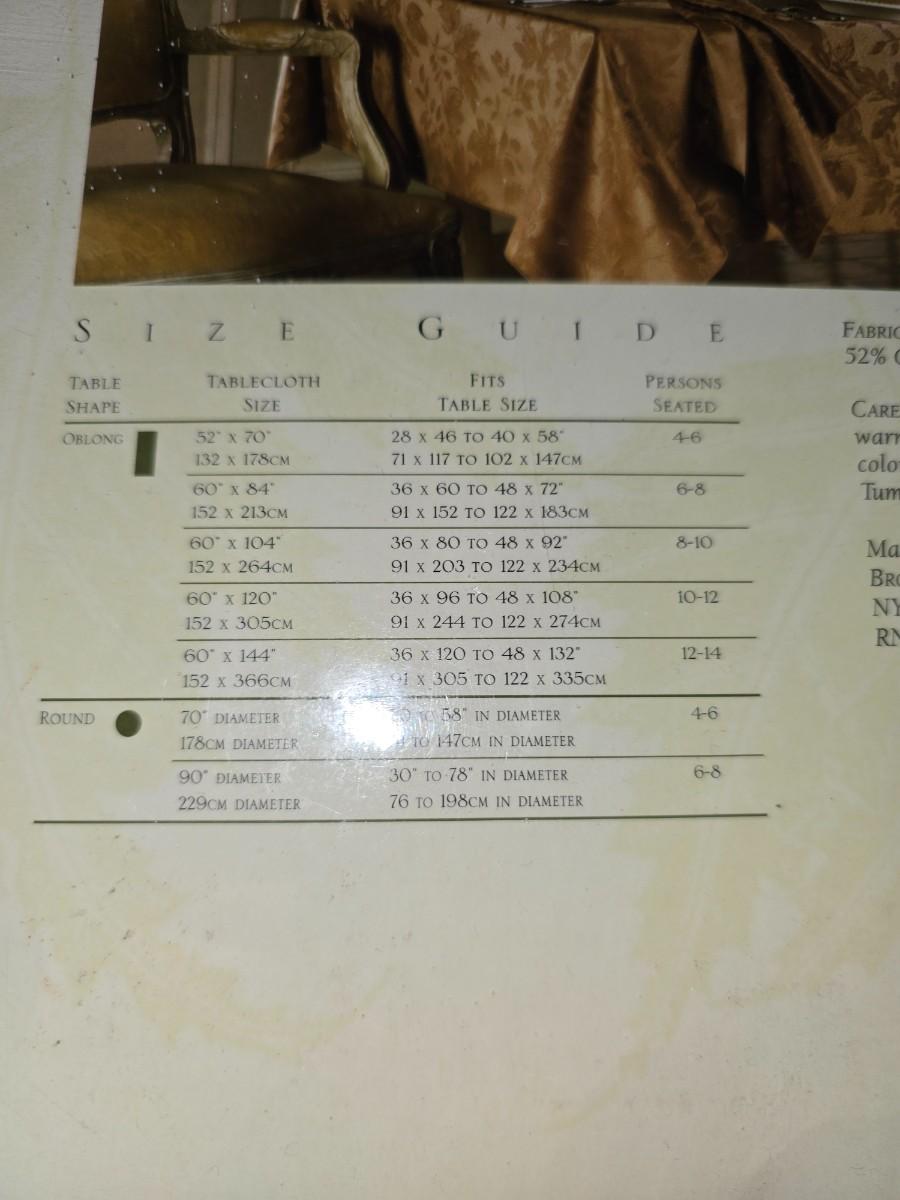 SIZE GUIDE
TABLE SHAPE
TABLECLOTH SIZE
FITS TABLE SIZE
PERSONS SEATED
OBLONG
52" X 70" 28 X 46 TO 40 X 58" 4-6
132 X 178CM 71 X 117 TO 102 X 147CM
60" X 84" 36 X 60 TO 48 X 72" 6-8
152 X 213CM 91 X 152 TO 122 X 183CM
60" X 104" 36 X 80 TO 48 X 92" 8-10
152 X 264CM 91 X 203 TO 122 X 234CM
60" X 120" 36 X 96 TO 48 X 108" 10-12
152 X 305CM 91 X 244 TO 122 X 274CM
60" X 144" 36 X 120 TO 48 X 132" 12-14
152 X 366CM 91 X 305 TO 122 X 335CM
ROUND
70" DIAMETER TO 58" IN DIAMETER 4-6
178CM DIAMETER TO 147CM IN DIAMETER
90" DIAMETER 30" TO 78" IN DIAMETER 6-8
229CM DIAMETER 76 TO 198CM IN DIAMETER
FABRIC
52%
CARE
warm
colo
Tum
Ma
BRO
NY
RN